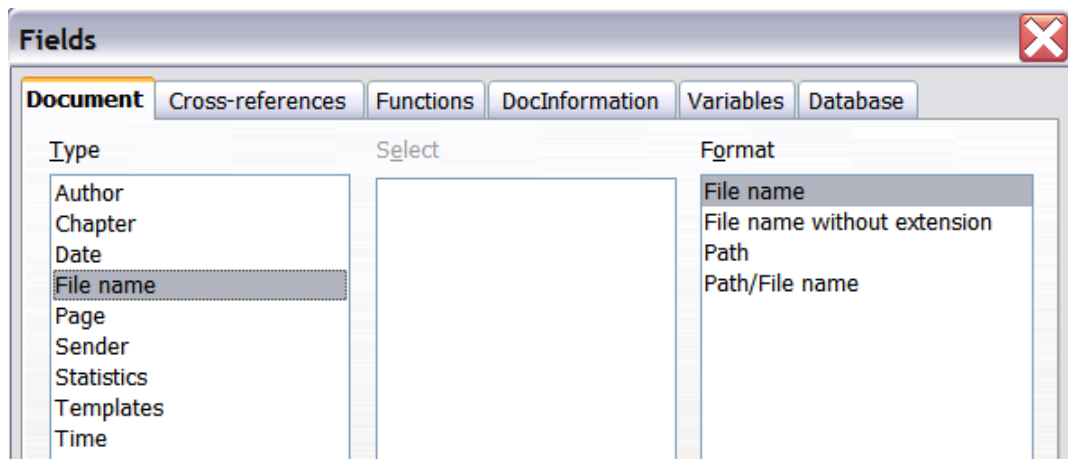 Fields
Document Cross-references Functions DocInformation Variables Database
Type
Author
Chapter
Date
File name
Page
Sender
Statistics
Templates
Time
Select
Format
File name
File name without extension
Path
Path/File name